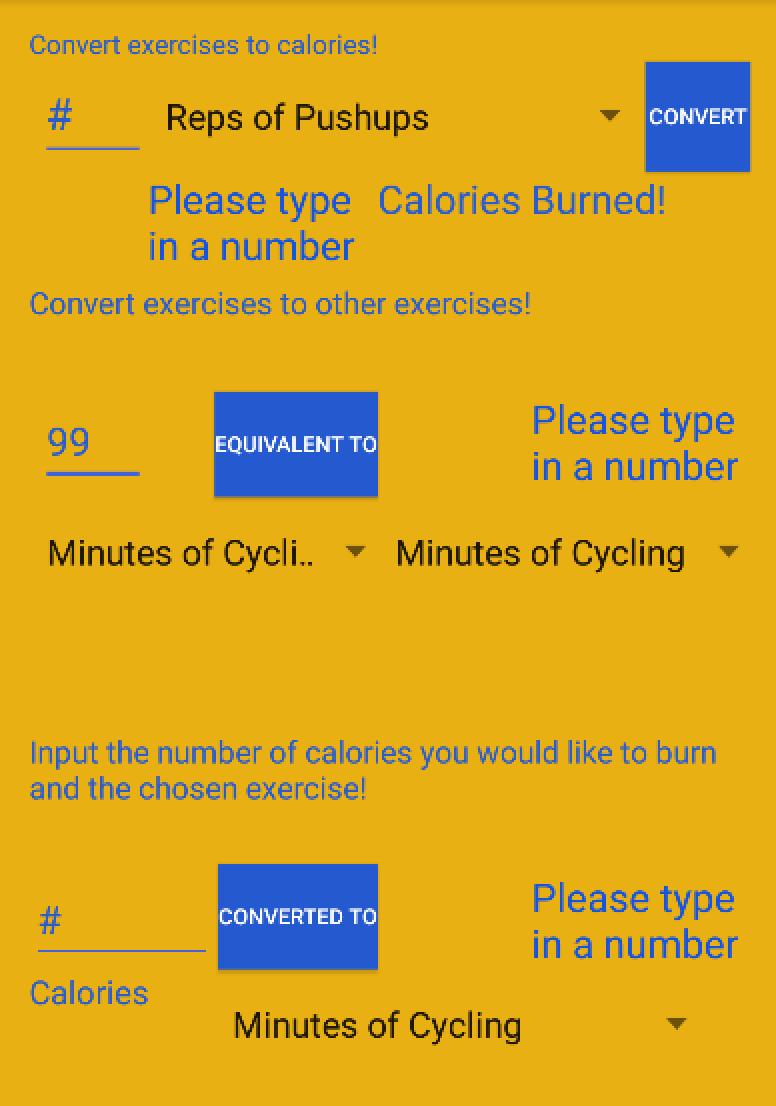 Convert exercises to calories!
# Reps of Pushups CONVERT
Please type Calories Burned!
in a number
Convert exercises to other exercises!
99 EQUIVALENT TO Please type
in a number
Minutes of Cycli.. Minutes of Cycling
Input the number of calories you would like to burn
and the chosen exercise!
# CONVERTED TO Please type
in a number
Calories
Minutes of Cycling